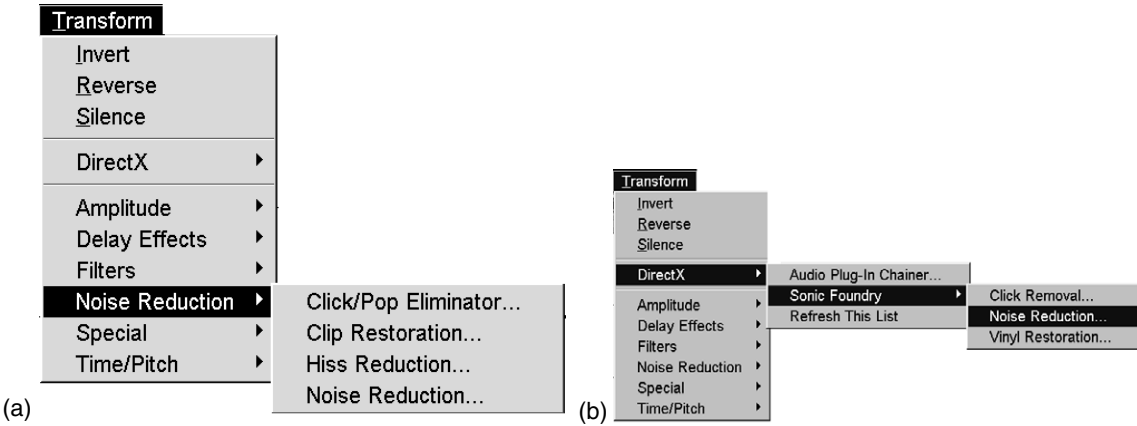 Transform
Invert
Reverse
Silence
DirectX
Amplitude
Delay Effects
Filters
Noise Reduction
Special
Time/Pitch
Click/Pop Eliminator...
Clip Restoration...
Hiss Reduction...
Noise Reduction...
(a)
Transform
Invert
Reverse
Silence
DirectX
Amplitude
Delay Effects
Filters
Noise Reduction
Special
Time/Pitch
Audio Plug-In Chainer...
Sonic Foundry
Refresh This List
Click Removal...
Noise Reduction...
Vinyl Restoration...
(b)